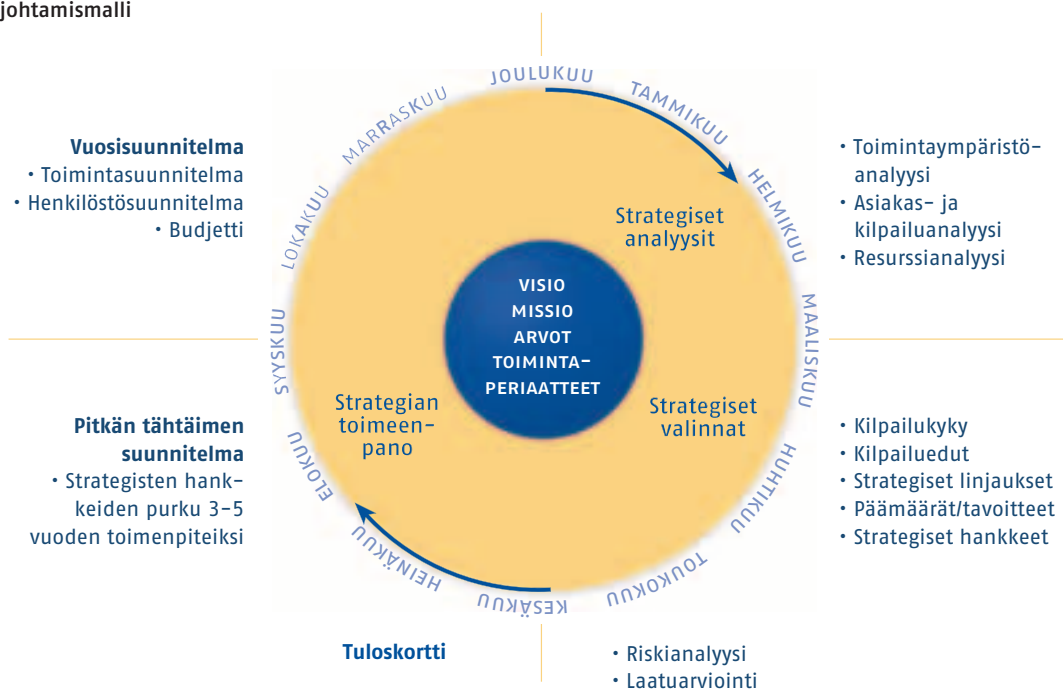 johtamismalli
JOULUKUU
TAMMIKUU
HELMIKUU
MAALISKUU
HUHTIKUU
TOUKOKUU
KESÄKUU
HEINÄKUU
ELOKUU
SYYSKUU
LOKAKUU
MARRASKUU
Vuosisuunnitelma
• Toimintasuunnitelma
• Henkilöstösuunnitelma
• Budjetti
• Toimintaympäristö-
analyysi
• Asiakas- ja
kilpailuanalyysi
• Resurssianalyysi
Strategiset
analyysit
VISIO
MISSIO
ARVOT
TOIMINTA-
PERIAATTEET
Strategian
toimeen-
pano
Strategiset
valinnat
Pitkän tähtäimen
suunnitelma
• Strategisten hank-
keiden purku 3-5
vuoden toimenpiteiksi
• Kilpailukyky
• Kilpailuedut
• Strategiset linjaukset
• Päämäärät/tavoitteet
• Strategiset hankkeet
Tuloskortti
• Riskianalyysi
• Laatuarviointi